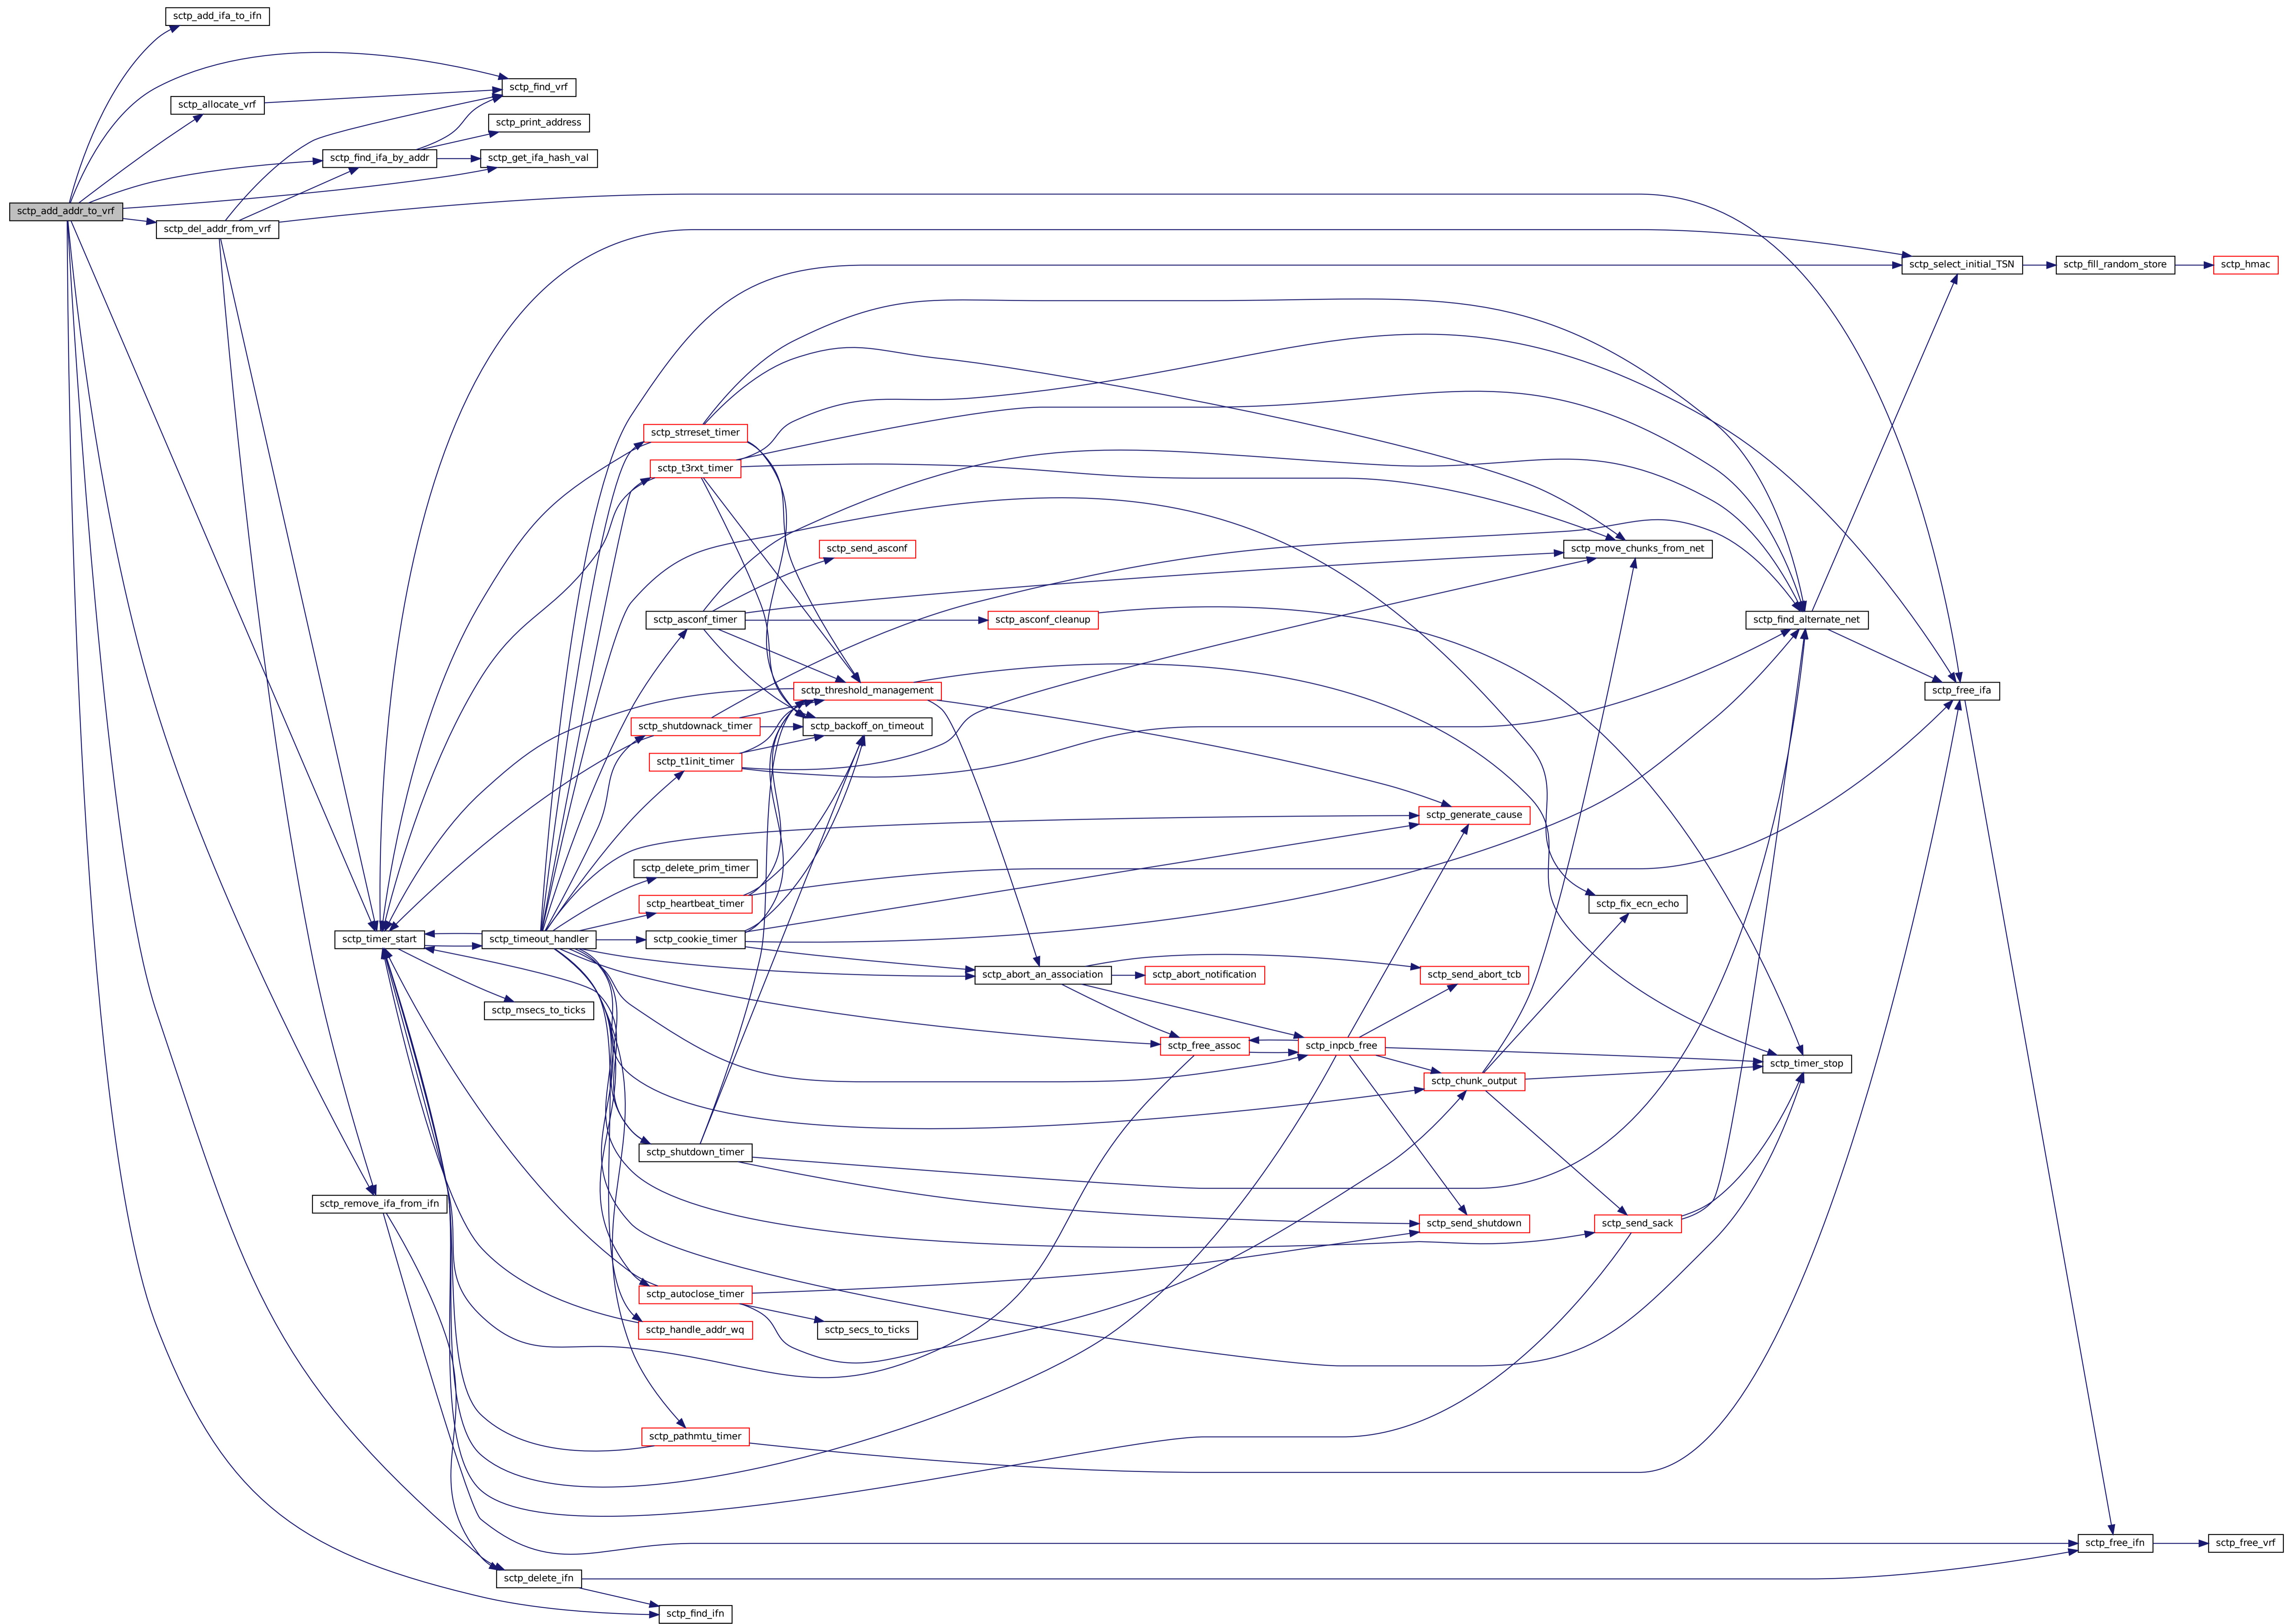 sctp_add_ifa_to_ifn
sctp_find_vrf
sctp_allocate_vrf
sctp_print_address
sctp_find_ifa_by_addr
sctp_get_ifa_hash_val
sctp_add_addr_to_vrf
sctp_del_addr_from_vrf
sctp_select_initial_TSN
sctp_fill_random_store
sctp_hmac
sctp_strreset_timer
sctp_t3rxt_timer
sctp_send_asconf
sctp_move_chunks_from_net
sctp_asconf_timer
sctp_asconf_cleanup
sctp_find_alternate_net
sctp_threshold_management
sctp_free_ifa
sctp_shutdownack_timer
sctp_backoff_on_timeout
sctp_t1init_timer
sctp_generate_cause
sctp_delete_prim_timer
sctp_heartbeat_timer
sctp_fix_ecn_echo
sctp_timer_start
sctp_timeout_handler
sctp_cookie_timer
sctp_abort_an_association
sctp_abort_notification
sctp_send_abort_tcb
sctp_msecs_to_ticks
sctp_free_assoc
sctp_inpcb_free
sctp_timer_stop
sctp_chunk_output
sctp_shutdown_timer
sctp_remove_ifa_from_ifn
sctp_send_shutdown
sctp_send_sack
sctp_autoclose_timer
sctp_handle_addr_wq
sctp_secs_to_ticks
sctp_pathmtu_timer
sctp_free_ifn
sctp_free_vrf
sctp_delete_ifn
sctp_find_ifn